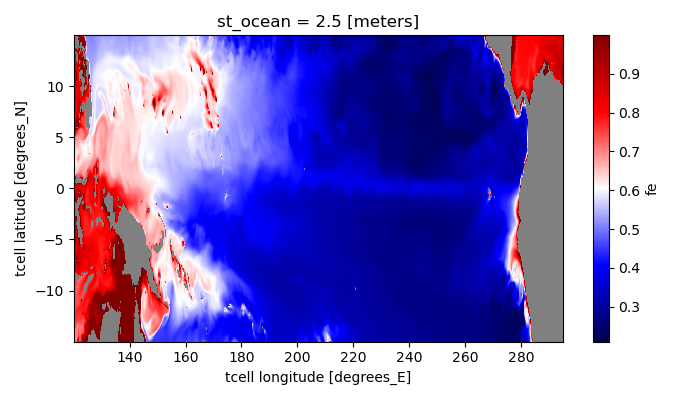 st_ocean = 2.5 [meters]
10
5
0
−5
−10
tcell latitude [degrees_N]
140 160 180 200 220 240 260 280
tcell longitude [degrees_E]
0.9
0.8
0.7
0.6
0.5
0.4
0.3
fe